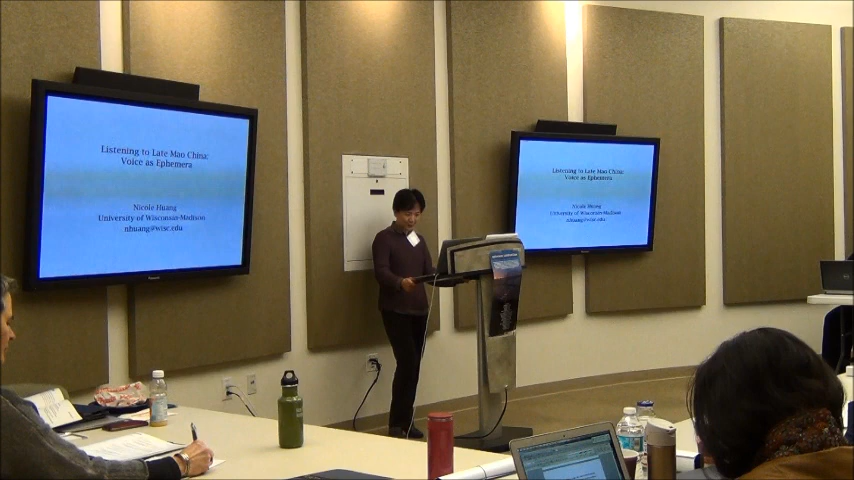 Listening to Late Mao China:
Voice as Ephemera
Nicole Huang
University of Wisconsin-Madison
nhuang@wisc.edu
Listening to Late Mao China:
Voice as Ephemera
Nicole Huang
University of Wisconsin-Madison
nhuang@wisc.edu